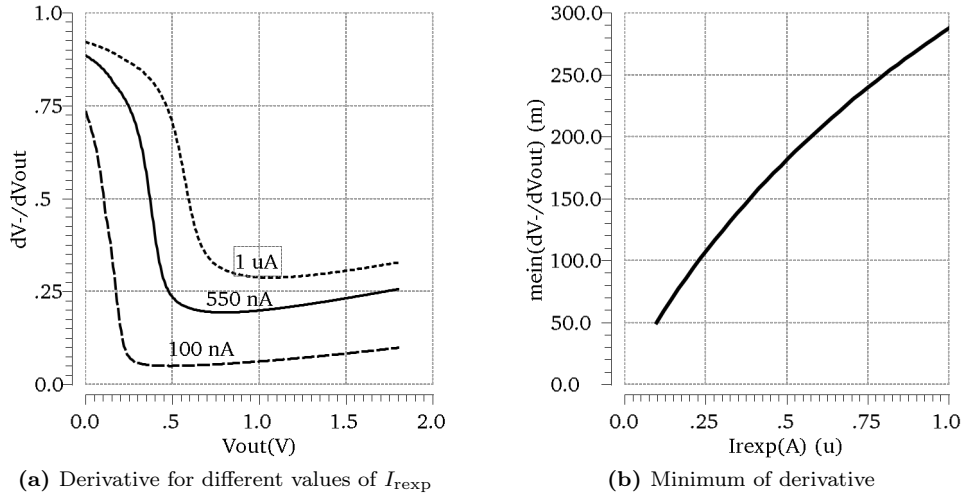 1.0
.75
.5
.25
0.0
dV-/dVout
1 uA
550 nA
100 nA
0.0
.5
1.0
1.5
2.0
Vout(V)
(a) Derivative for different values of Irexp
300.0
250.0
200.0
150.0
100.0
50.0
0.0
mein(dV-/dVout) (m)
0.0
.25
.5
.75
1.0
Irexp(A) (u)
(b) Minimum of derivative